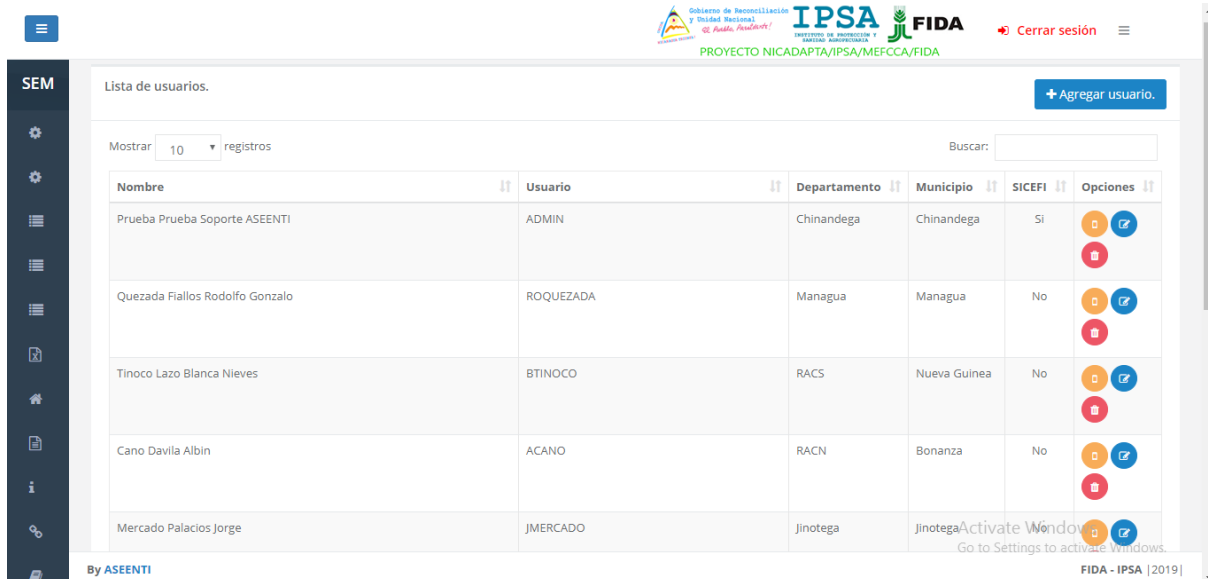 Gobierno de Reconciliación
y Unidad Nacional
El Pueblo, Presidente!
IPSA
INSTITUTO DE PROTECCIÓN Y
SANIDAD AGROPECUARIA
FIDA
PROYECTO NICADAPTA/IPSA/MEFCCA/FIDA
Cerrar sesión
SEM
Lista de usuarios.
Agregar usuario.
Mostrar 10 registros Buscar:
Nombre Usuario Departamento Municipio SICEFI Opciones
Prueba Prueba Soporte ASEENTI ADMIN Chinandega Chinandega Si
Quezada Fiallos Rodolfo Gonzalo ROQUEZADA Managua Managua No
Tinoco Lazo Blanca Nieves BTINOCO RACS Nueva Guinea No
Cano Davila Albin ACANO RACN Bonanza No
Mercado Palacios Jorge JMERCADO Jinotega Jinotega No
Activate Windows
Go to Settings to activate Windows.
By ASEENTI FIDA - IPSA |2019|